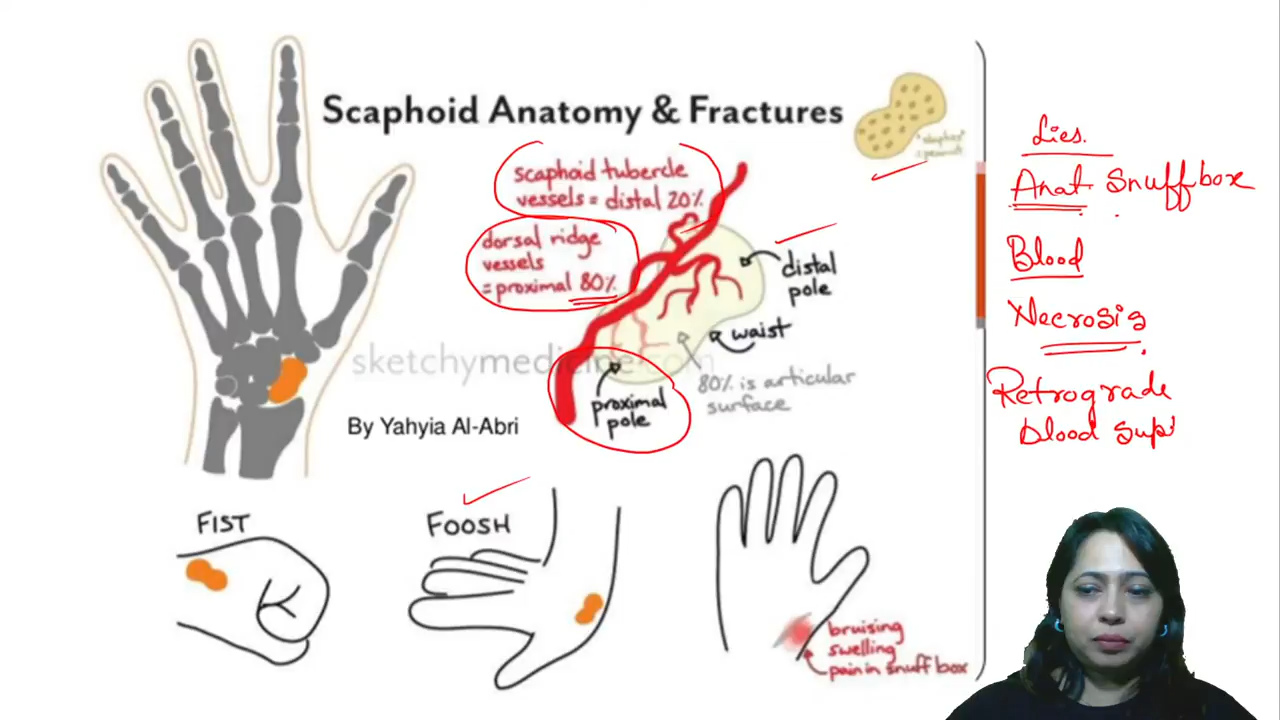 Scaphoid Anatomy & Fractures
scaphoid tubercle
vessels = distal 20%
dorsal ridge
vessels
= proximal 80%
distal
pole
waist
sketchymedicine.com
80% is articular
surface
proximal
pole
By Yahyia Al-Abri
FIST
FOOSH
bruising
swelling
pain in snuff box
Lies.
Anat. Snuffbox
Blood
Necrosis
Retrograde
blood sup